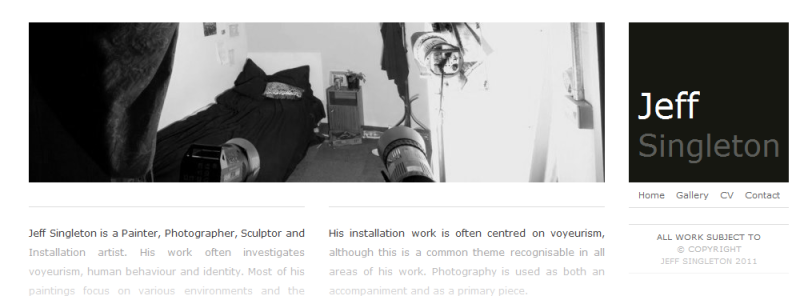 Jeff
Singleton
Home Gallery CV Contact
ALL WORK SUBJECT TO
© COPYRIGHT
JEFF SINGLETON 2011
Jeff Singleton is a Painter, Photographer, Sculptor and
Installation artist. His work often investigates
voyeurism, human behaviour and identity. Most of his
paintings focus on various environments and the
His installation work is often centred on voyeurism,
although this is a common theme recognisable in all
areas of his work. Photography is used as both an
accompaniment and as a primary piece.